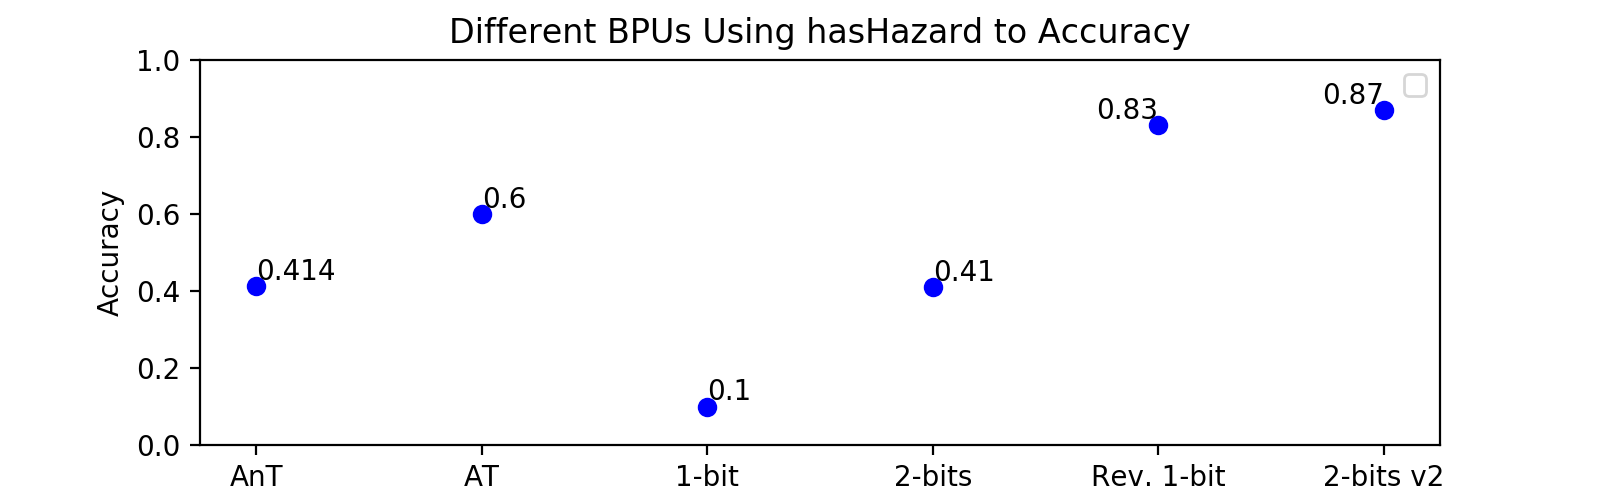 Different BPUs Using hasHazard to Accuracy
1.0
0.8
0.6
0.4
0.2
0.0
Accuracy
0.414
0.6
0.1
0.41
0.83
0.87
AnT
AT
1-bit
2-bits
Rev. 1-bit
2-bits v2